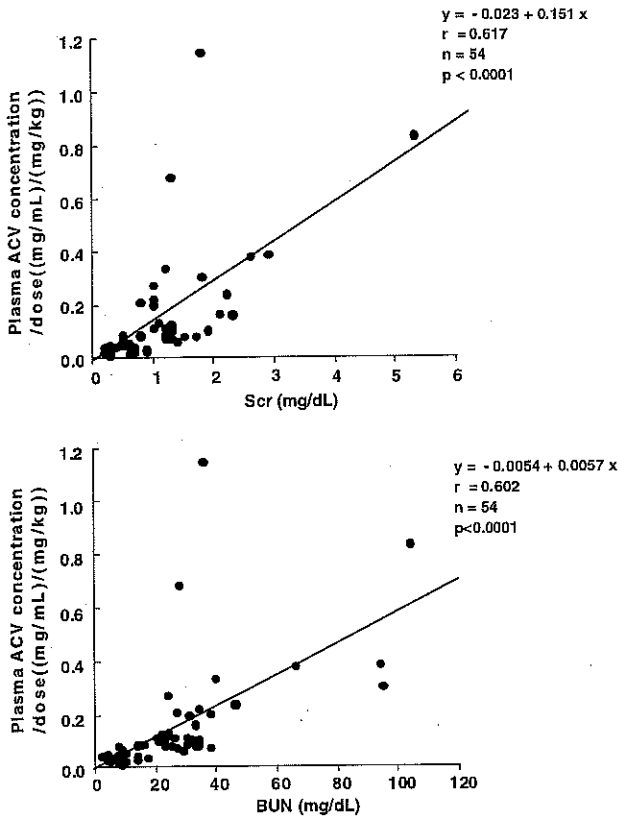 y = - 0.023 + 0.151 x
r = 0.617
n = 54
p < 0.0001
Plasma ACV concentration
/dose((mg/mL)/(mg/kg))
1.2
1.0
0.8
0.6
0.4
0.2
0.0
0 1 2 3 4 5 6
Scr (mg/dL)
y = - 0.0054 + 0.0057 x
r = 0.602
n = 54
p<0.0001
Plasma ACV concentration
/dose((mg/mL)/(mg/kg))
1.2
1.0
0.8
0.6
0.4
0.2
0.0
0 20 40 60 80 100 120
BUN (mg/dL)